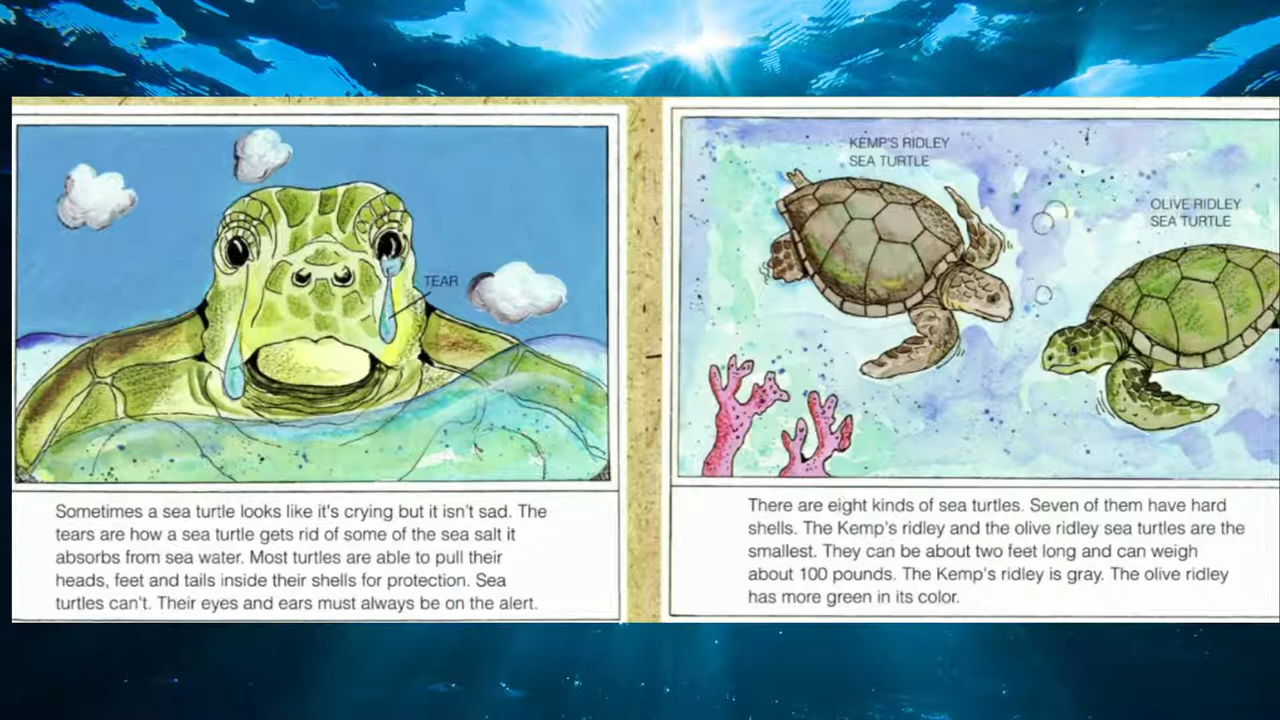 TEAR
Sometimes a sea turtle looks like it's crying but it isn't sad. The
tears are how a sea turtle gets rid of some of the sea salt it
absorbs from sea water. Most turtles are able to pull their
heads, feet and tails inside their shells for protection. Sea
turtles can't. Their eyes and ears must always be on the alert.
KEMP'S RIDLEY
SEA TURTLE
OLIVE RIDLEY
SEA TURTLE
There are eight kinds of sea turtles. Seven of them have hard
shells. The Kemp's ridley and the olive ridley sea turtles are the
smallest. They can be about two feet long and can weigh
about 100 pounds. The Kemp's ridley is gray. The olive ridley
has more green in its color.